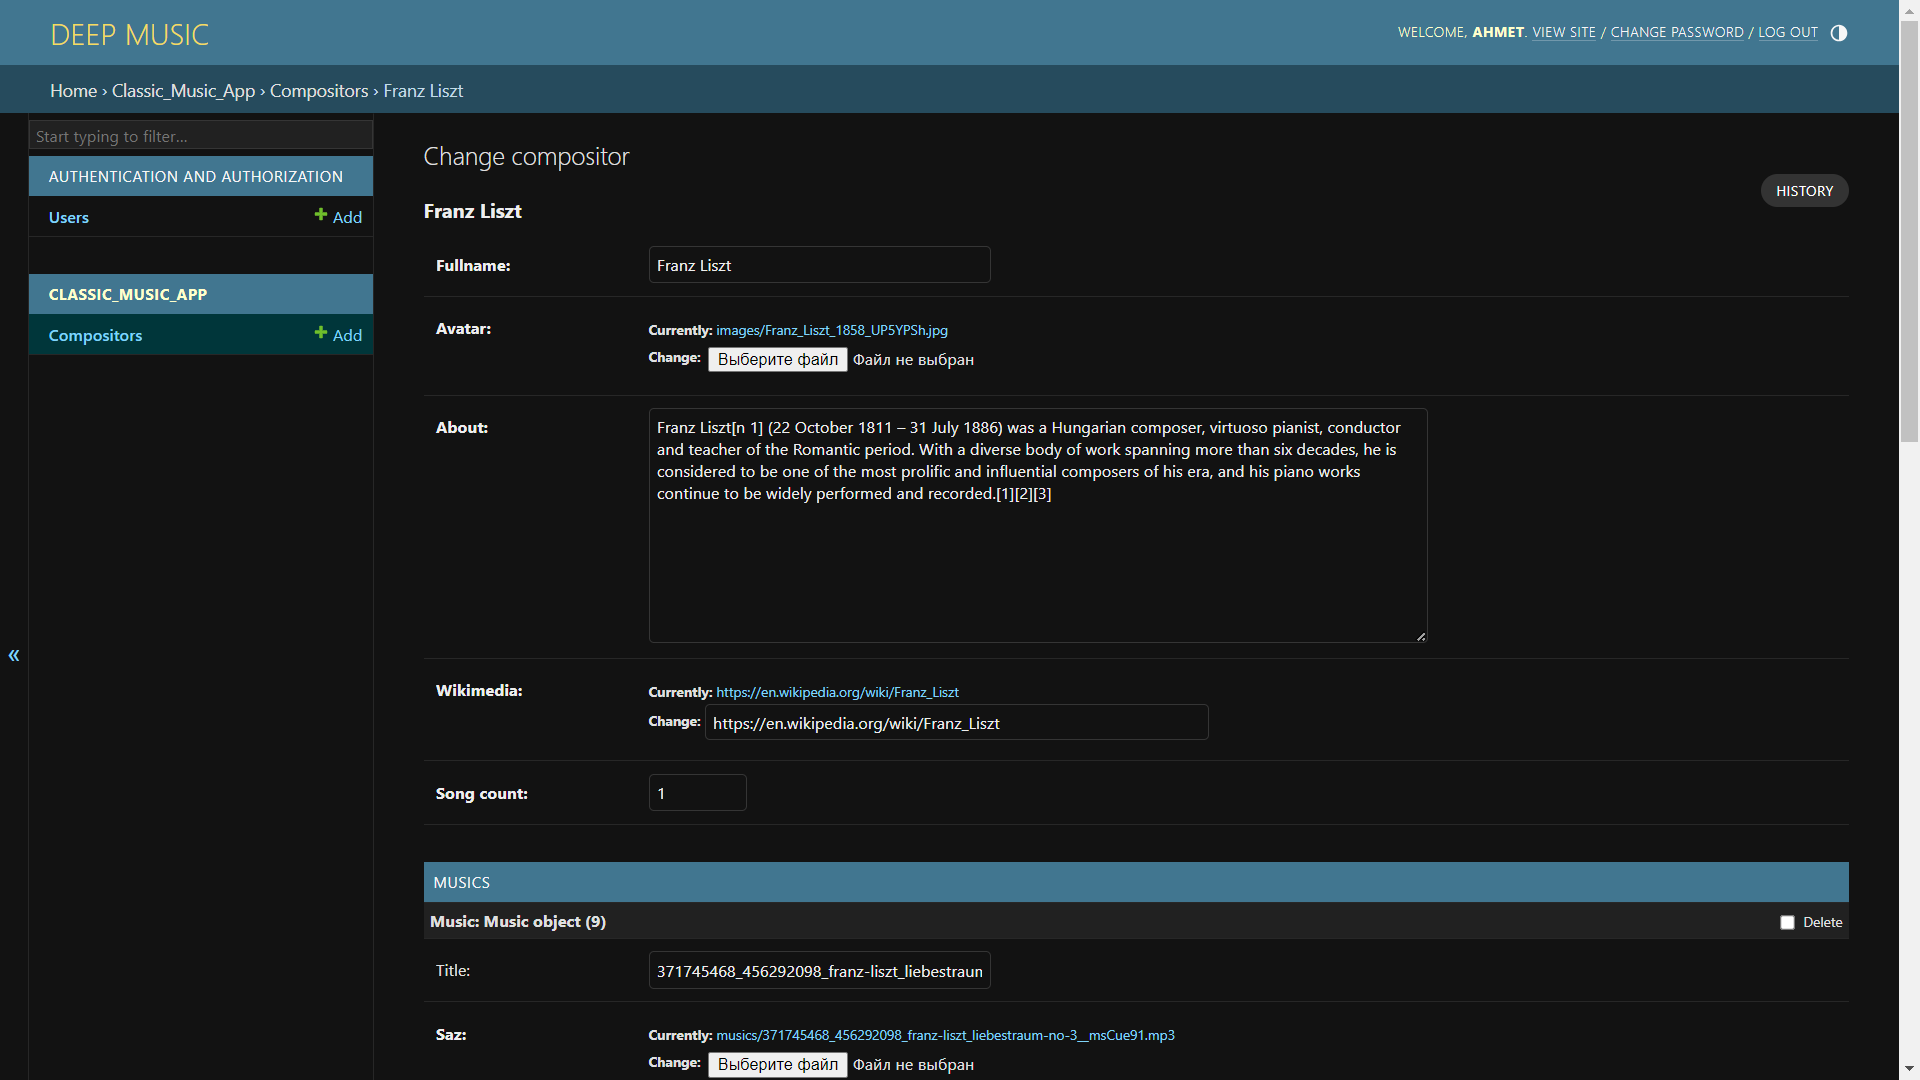 DEEP MUSIC
WELCOME, AHMET. VIEW SITE / CHANGE PASSWORD / LOG OUT
Home › Classic_Music_App › Compositors › Franz Liszt
Start typing to filter...
AUTHENTICATION AND AUTHORIZATION
Users
Add
CLASSIC_MUSIC_APP
Compositors
Add
«
Change compositor
HISTORY
Franz Liszt
Fullname:
Franz Liszt
Avatar:
Currently: images/Franz_Liszt_1858_UP5YPSh.jpg
Change: Выберите файл Файл не выбран
About:
Franz Liszt[n 1] (22 October 1811 – 31 July 1886) was a Hungarian composer, virtuoso pianist, conductor
and teacher of the Romantic period. With a diverse body of work spanning more than six decades, he is
considered to be one of the most prolific and influential composers of his era, and his piano works
continue to be widely performed and recorded.[1][2][3]
Wikimedia:
Currently: https://en.wikipedia.org/wiki/Franz_Liszt
Change: https://en.wikipedia.org/wiki/Franz_Liszt
Song count:
1
MUSICS
Music: Music object (9)
Delete
Title:
371745468_456292098_franz-liszt_liebestraum
Saz:
Currently: musics/371745468_456292098_franz-liszt_liebestraum-no-3__msCue91.mp3
Change: Выберите файл Файл не выбран